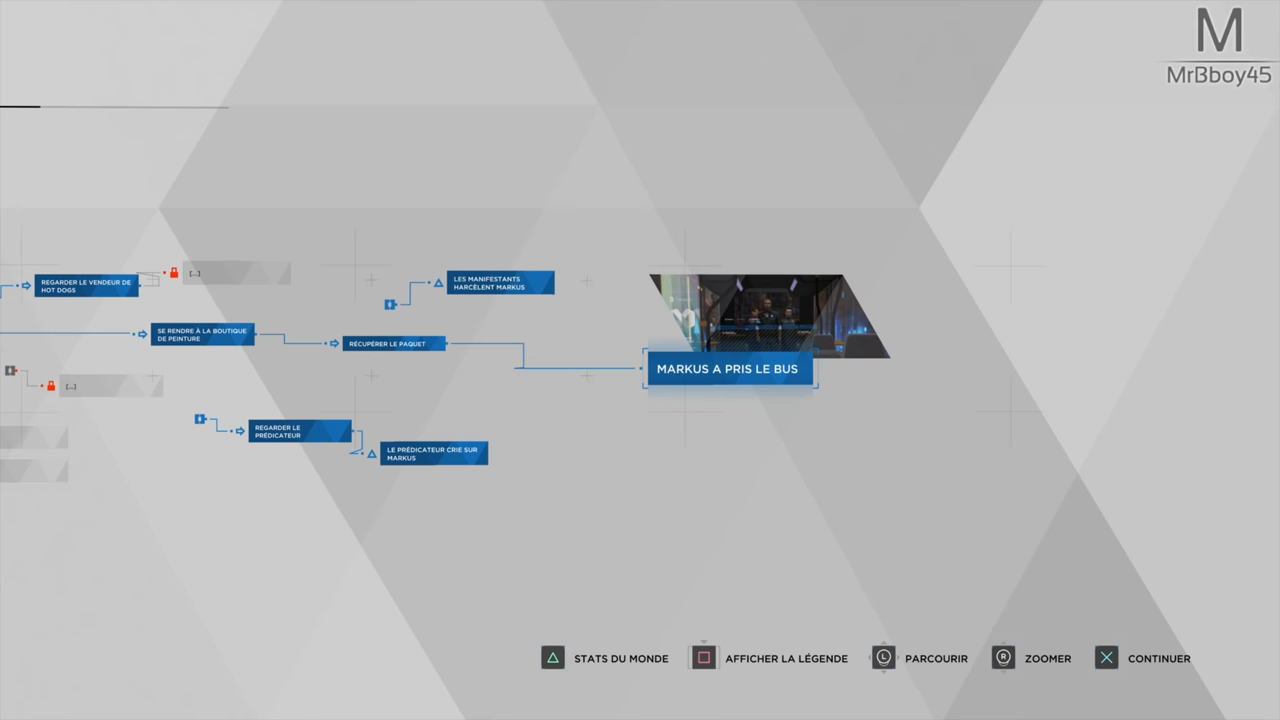 M
MrBboy45
REGARDER LE VENDEUR DE
HOT DOGS
[...]
LES MANIFESTANTS
HARCÈLENT MARKUS
SE RENDRE À LA BOUTIQUE
DE PEINTURE
RÉCUPÉRER LE PAQUET
MARKUS A PRIS LE BUS
[...]
REGARDER LE
PRÉDICATEUR
LE PRÉDICATEUR CRIE SUR
MARKUS
STATS DU MONDE
AFFICHER LA LÉGENDE
L
PARCOURIR
R
ZOOMER
CONTINUER